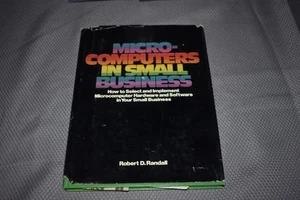 MICRO-
COMPUTERS
IN SMALL
BUSINESS
How to Select and Implement
Microcomputer Hardware and Software
in Your Small Business
Robert D. Randall